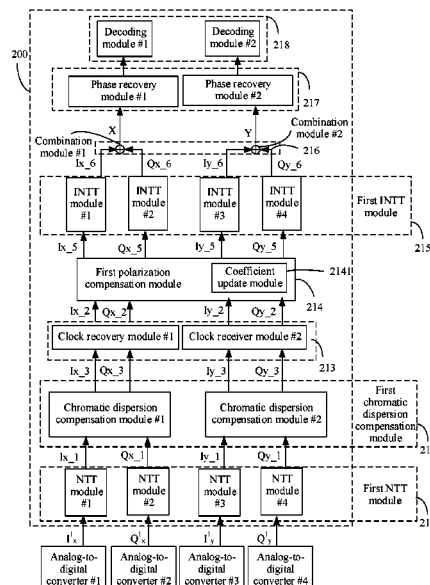 Decoding module #1
Decoding module #2
218
200
Phase recovery module #1
Phase recovery module #2
217
X
Y
Combination module #1
Combination module #2
216
Ix_6
Qx_6
Iy_6
Qy_6
INTT module #1
INTT module #2
INTT module #3
INTT module #4
First INTT module
215
Ix_5
Qx_5
Iy_5
Qy_5
First polarization compensation module
Coefficient update module
2141
214
Ix_2
Qx_2
Iy_2
Qy_2
Clock recovery module #1
Clock receiver module #2
213
Ix_3
Qx_3
Iy_3
Qy_3
Chromatic dispersion compensation module #1
Chromatic dispersion compensation module #2
First chromatic dispersion compensation module
21
Ix_1
Qx_1
Iy_1
Qy_1
NTT module #1
NTT module #2
NTT module #3
NTT module #4
First NTT module
21
Analog-to-digital converter #1
Analog-to-digital converter #2
Analog-to-digital converter #3
Analog-to-digital converter #4